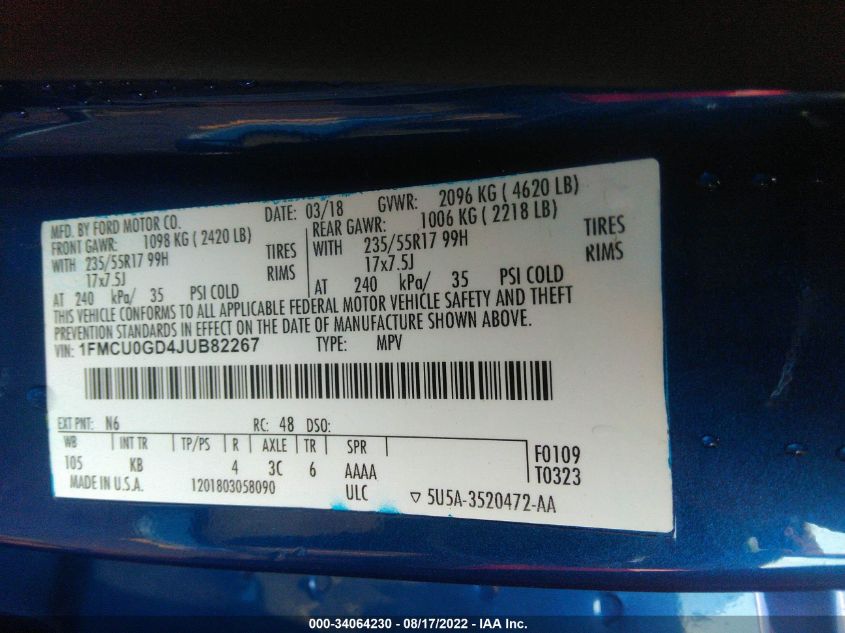 MFD. BY FORD MOTOR CO.
DATE: 03/18 GVWR: 2096 KG ( 4620 LB)
FRONT GAWR: 1098 KG ( 2420 LB)
WITH 235/55R17 99H TIRES
17x7.5J RIMS
AT 240 kPa/ 35 PSI COLD
REAR GAWR: 1006 KG ( 2218 LB)
WITH 235/55R17 99H TIRES
17x7.5J RIMS
AT 240 kPa/ 35 PSI COLD
THIS VEHICLE CONFORMS TO ALL APPLICABLE FEDERAL MOTOR VEHICLE SAFETY AND THEFT
PREVENTION STANDARDS IN EFFECT ON THE DATE OF MANUFACTURE SHOWN ABOVE.
VIN: 1FMCU0GD4JUB82267 TYPE: MPV
EXT PNT: N6 RC: 48 DSO:
WB INT TR TP/PS R AXLE TR SPR
105 KB 4 3C 6 AAAA
F0109
T0323
MADE IN U.S.A. 1201803058090 ULC ▽ 5U5A-3520472-AA
000-34064230 - 08/17/2022 - IAA Inc.